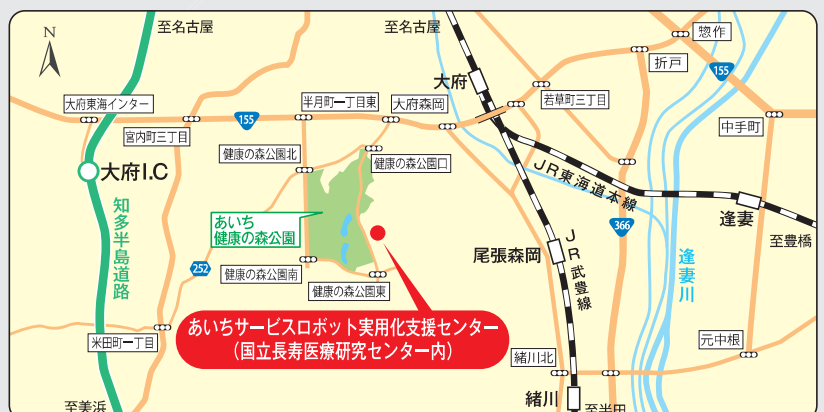 至名古屋
至名古屋
惣作
N
折戸
155
大府
大府東海インター
半月町一丁目東
大府森岡
若草町三丁目
155
中手町
宮内町三丁目
健康の森公園北
健康の森公園口
大府I.C
JR東海道本線
知多半島道路
あいち
健康の森公園
逢妻
366
至豊橋
尾張森岡
JR武豊線
逢妻川
252
健康の森公園南
健康の森公園東
あいちサービスロボット実用化支援センター
(国立長寿医療研究センター内)
米田町一丁目
元中根
緒川北
緒川
至美浜
至半田